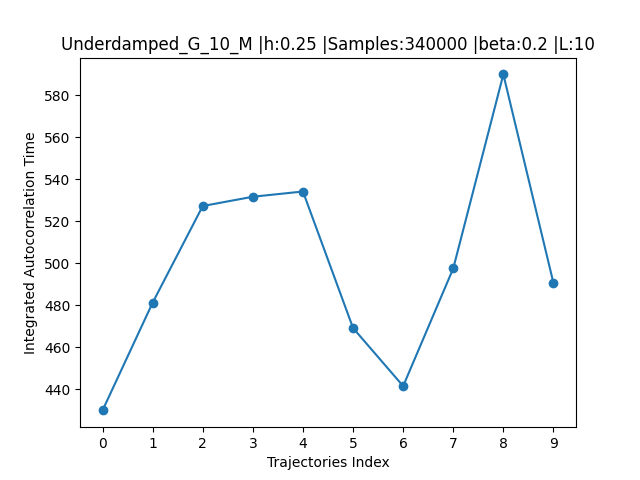 Underdamped_G_10_M |h:0.25 |Samples:340000 |beta:0.2 |L:10
Integrated Autocorrelation Time
580
560
540
520
500
480
460
440
0 1 2 3 4 5 6 7 8 9
Trajectories Index